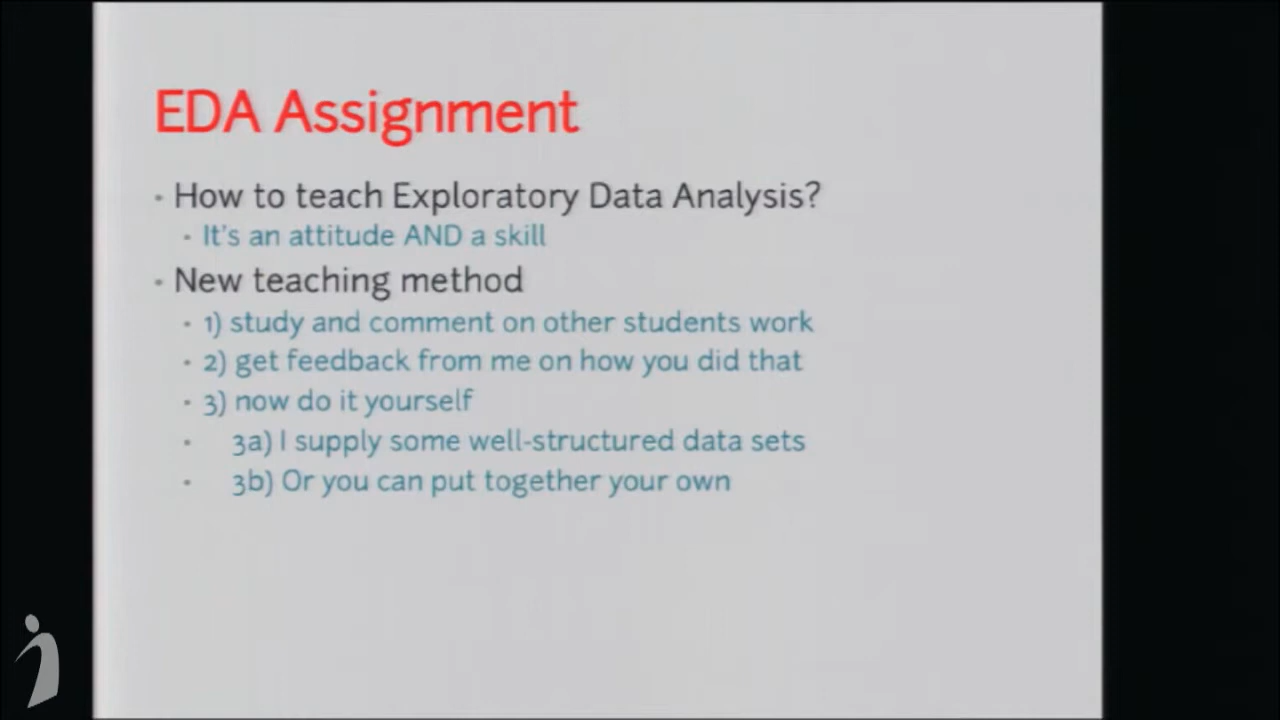 EDA Assignment
• How to teach Exploratory Data Analysis?
• It's an attitude AND a skill
• New teaching method
• 1) study and comment on other students work
• 2) get feedback from me on how you did that
• 3) now do it yourself
• 3a) I supply some well-structured data sets
• 3b) Or you can put together your own